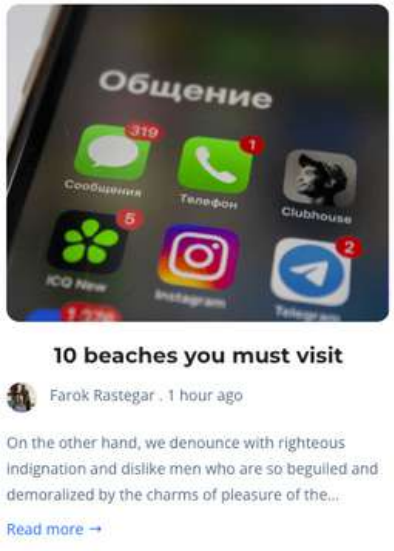 Общение
319
1
Сообщения
Телефон
Clubhouse
5
2
ICQ New
Instagram
Telegram
10 beaches you must visit
Farok Rastegar . 1 hour ago
On the other hand, we denounce with righteous
indignation and dislike men who are so beguiled and
demoralized by the charms of pleasure of the...
Read more →